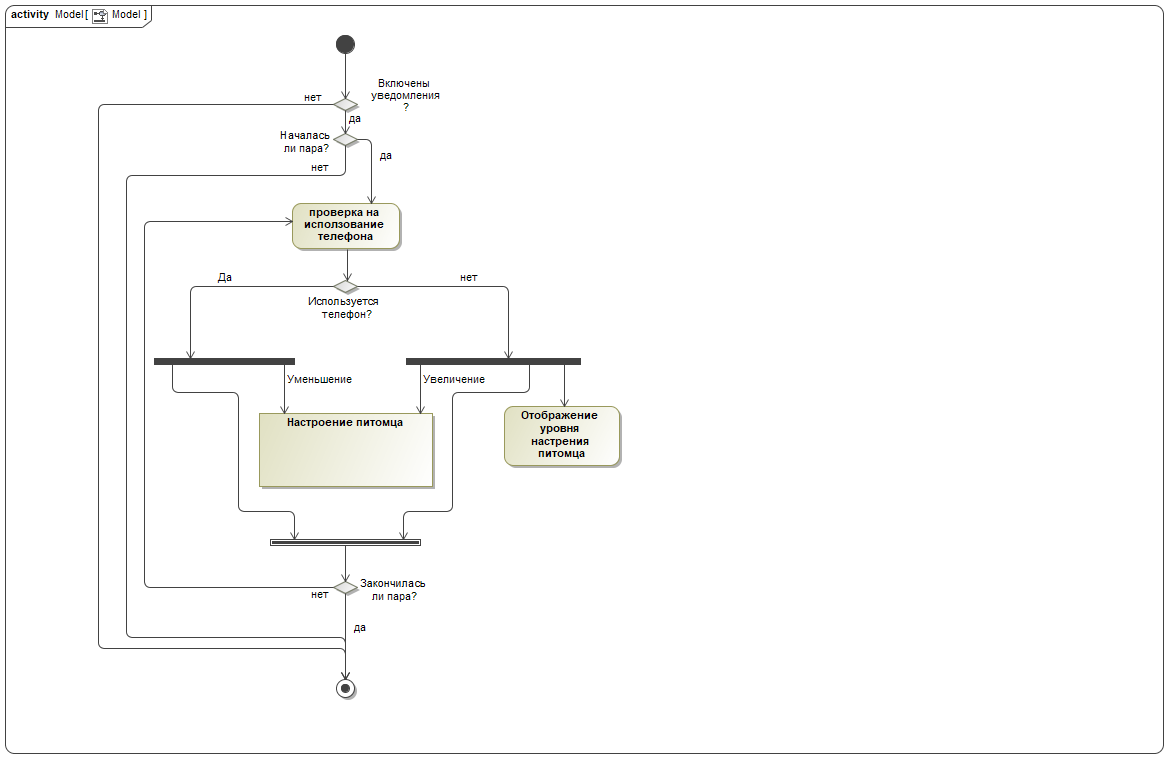 activity Model[ Model ]
Включены
уведомления
?
нет
да
Началась
ли пара?
да
нет
проверка на
исползование
телефона
Да
нет
Используется
телефон?
Уменьшение
Увеличение
Настроение питомца
Отображение
уровня
настрения
питомца
Закончилась
ли пара?
нет
да